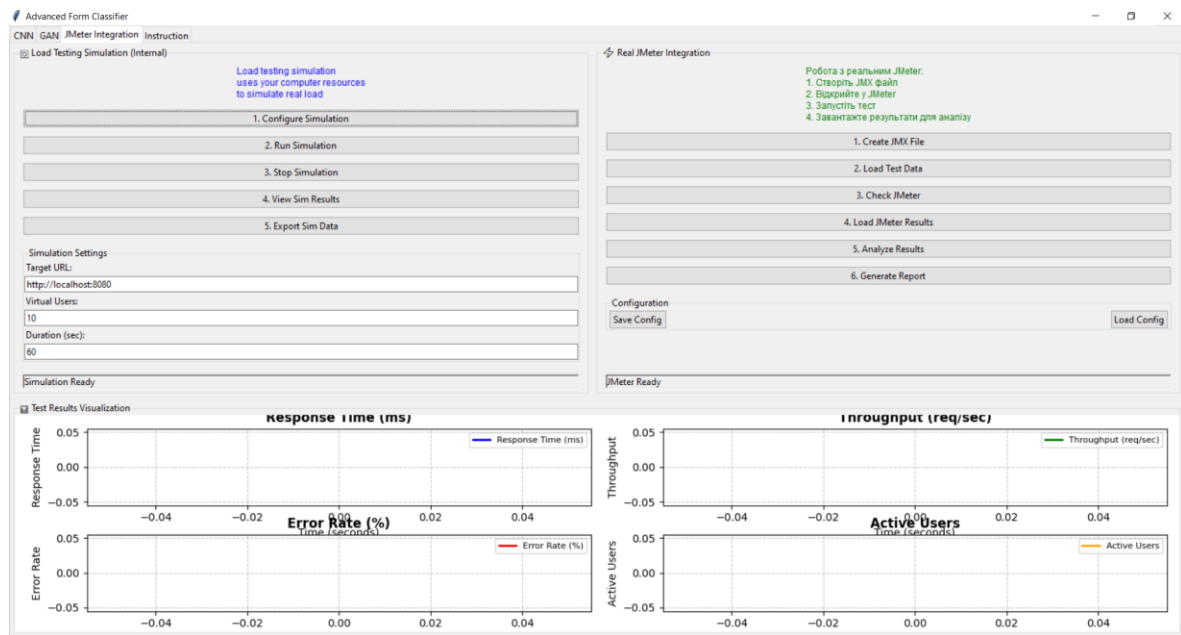 Advanced Form Classifier
CNN GAN JMeter Integration Instruction
Load Testing Simulation (Internal)
Load testing simulation
uses your computer resources
to simulate real load
1. Configure Simulation
2. Run Simulation
3. Stop Simulation
4. View Sim Results
5. Export Sim Data
Simulation Settings
Target URL:
http://localhost:8080
Virtual Users:
10
Duration (sec):
60
Simulation Ready
Real JMeter Integration
Робота з реальним JMeter:
1. Створіть JMX файл
2. Відкрийте у JMeter
3. Запустіть тест
4. Завантажте результати для аналізу
1. Create JMX File
2. Load Test Data
3. Check JMeter
4. Load JMeter Results
5. Analyze Results
6. Generate Report
Configuration
Save Config Load Config
JMeter Ready
Test Results Visualization
Response Time (ms)
Response Time
0.05
0.00
−0.05
Response Time (ms)
−0.04 −0.02 0.00 0.02 0.04
Time (seconds)
Throughput (req/sec)
Throughput
0.05
0.00
−0.05
Throughput (req/sec)
−0.04 −0.02 0.00 0.02 0.04
Time (seconds)
Error Rate (%)
Error Rate
0.05
0.00
−0.05
Error Rate (%)
−0.04 −0.02 0.00 0.02 0.04
Active Users
Active Users
0.05
0.00
−0.05
Active Users
−0.04 −0.02 0.00 0.02 0.04